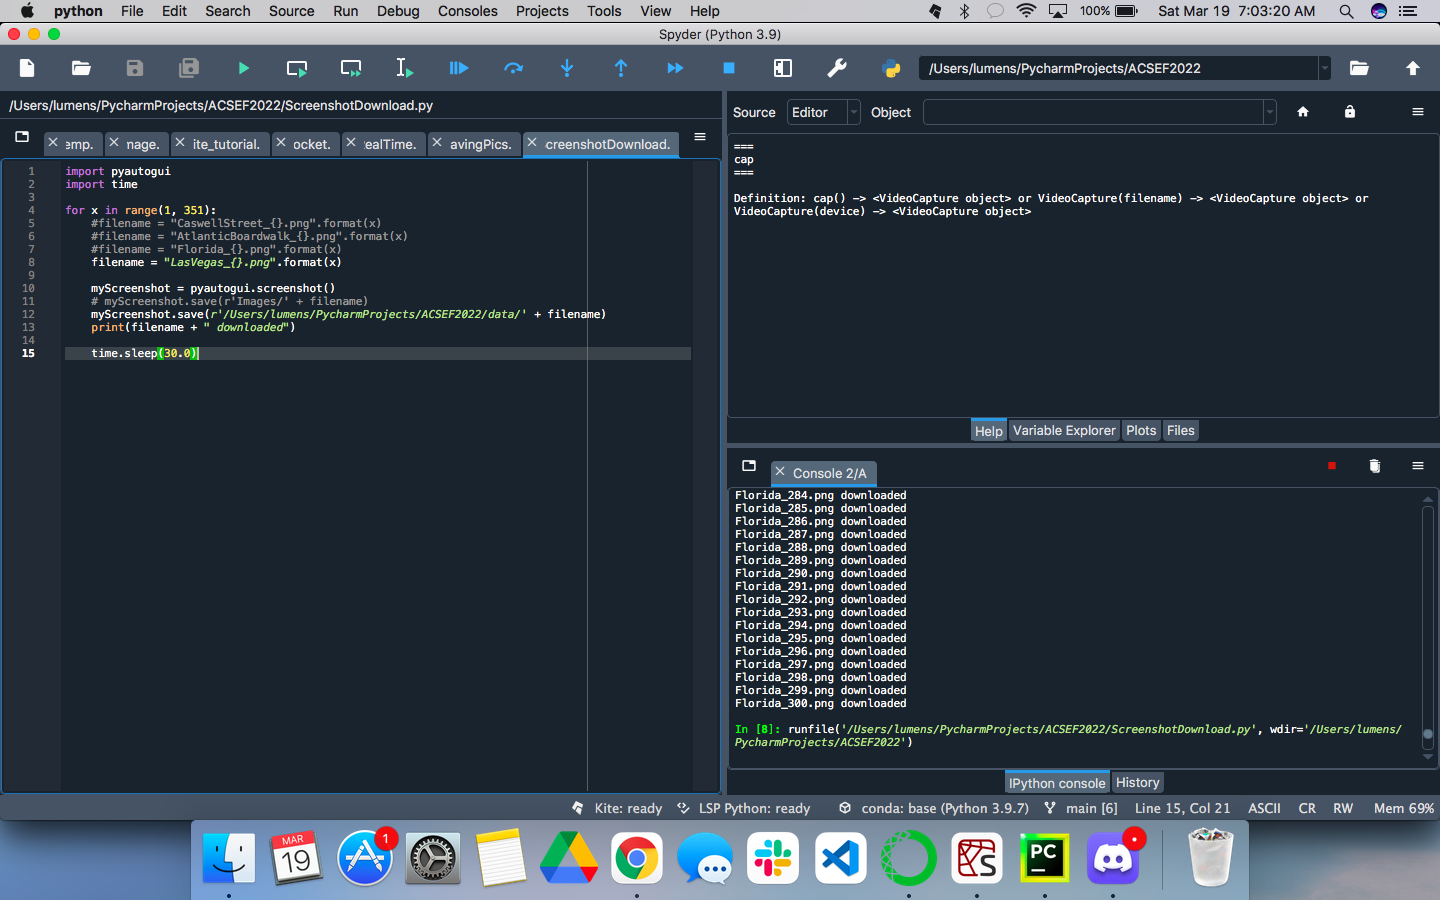 python File Edit Search Source Run Debug Consoles Projects Tools View Help 100% Sat Mar 19 7:03:20 AM
Spyder (Python 3.9)
/Users/lumens/PycharmProjects/ACSEF2022
/Users/lumens/PycharmProjects/ACSEF2022/ScreenshotDownload.py
emp. nage. ite_tutorial. ocket. ealTime. avingPics. creenshotDownload.
1 import pyautogui
2 import time
3
4 for x in range(1, 351):
5 #filename = "CaswellStreet_{}.png".format(x)
6 #filename = "AtlanticBoardwalk_{}.png".format(x)
7 #filename = "Florida_{}.png".format(x)
8 filename = "LasVegas_{}.png".format(x)
9
10 myScreenshot = pyautogui.screenshot()
11 # myScreenshot.save(r'Images/' + filename)
12 myScreenshot.save(r'/Users/lumens/PycharmProjects/ACSEF2022/data/' + filename)
13 print(filename + " downloaded")
14
15 time.sleep(30.0)
Source Editor Object
===
cap
===
Definition: cap() -> <VideoCapture object> or VideoCapture(filename) -> <VideoCapture object> or
VideoCapture(device) -> <VideoCapture object>
Help Variable Explorer Plots Files
Console 2/A
Florida_284.png downloaded
Florida_285.png downloaded
Florida_286.png downloaded
Florida_287.png downloaded
Florida_288.png downloaded
Florida_289.png downloaded
Florida_290.png downloaded
Florida_291.png downloaded
Florida_292.png downloaded
Florida_293.png downloaded
Florida_294.png downloaded
Florida_295.png downloaded
Florida_296.png downloaded
Florida_297.png downloaded
Florida_298.png downloaded
Florida_299.png downloaded
Florida_300.png downloaded
In [8]: runfile('/Users/lumens/PycharmProjects/ACSEF2022/ScreenshotDownload.py', wdir='/Users/lumens/
PycharmProjects/ACSEF2022')
IPython console History
Kite: ready LSP Python: ready conda: base (Python 3.9.7) main [6] Line 15, Col 21 ASCII CR RW Mem 69%
MAR
19
1
S
PC